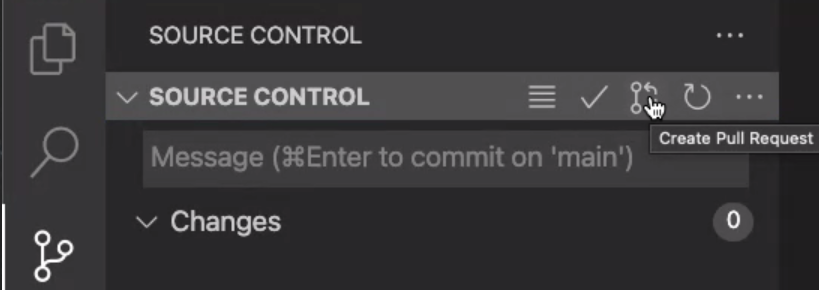 SOURCE CONTROL
SOURCE CONTROL
Create Pull Request
Message (⌘Enter to commit on 'main')
Changes
0